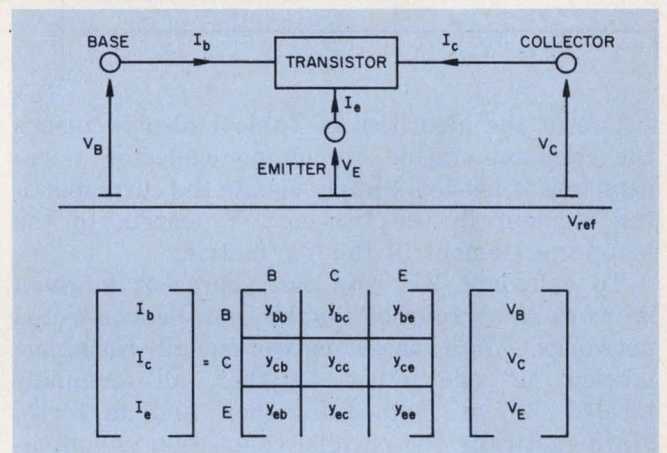 BASE I_b I_c COLLECTOR
TRANSISTOR
I_e
V_B V_C
EMITTER V_E
V_ref
B C E
I_b B y_bb y_bc y_be V_B
I_c = C y_cb y_cc y_ce V_C
I_e E y_eb y_ec y_ee V_E